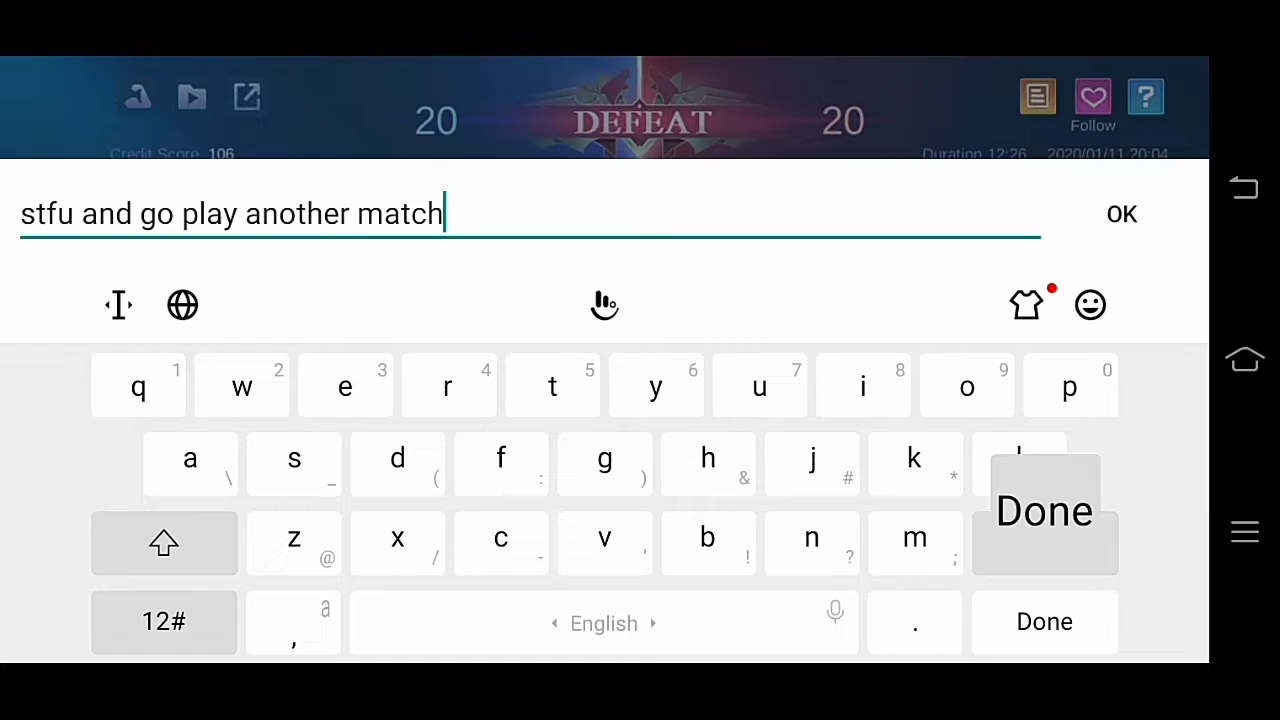 20 DEFEAT 20
Follow
Credit Score 106 Duration 12:26 2020/01/11 20:04
stfu and go play another match OK
q 1 w 2 e 3 r 4 t 5 y 6 u 7 i 8 o 9 p 0
a \ s _ d ( f : g ) h & j # k *
Done
z @ x / c - v ' b ! n ? m ;
12# , a English . Done